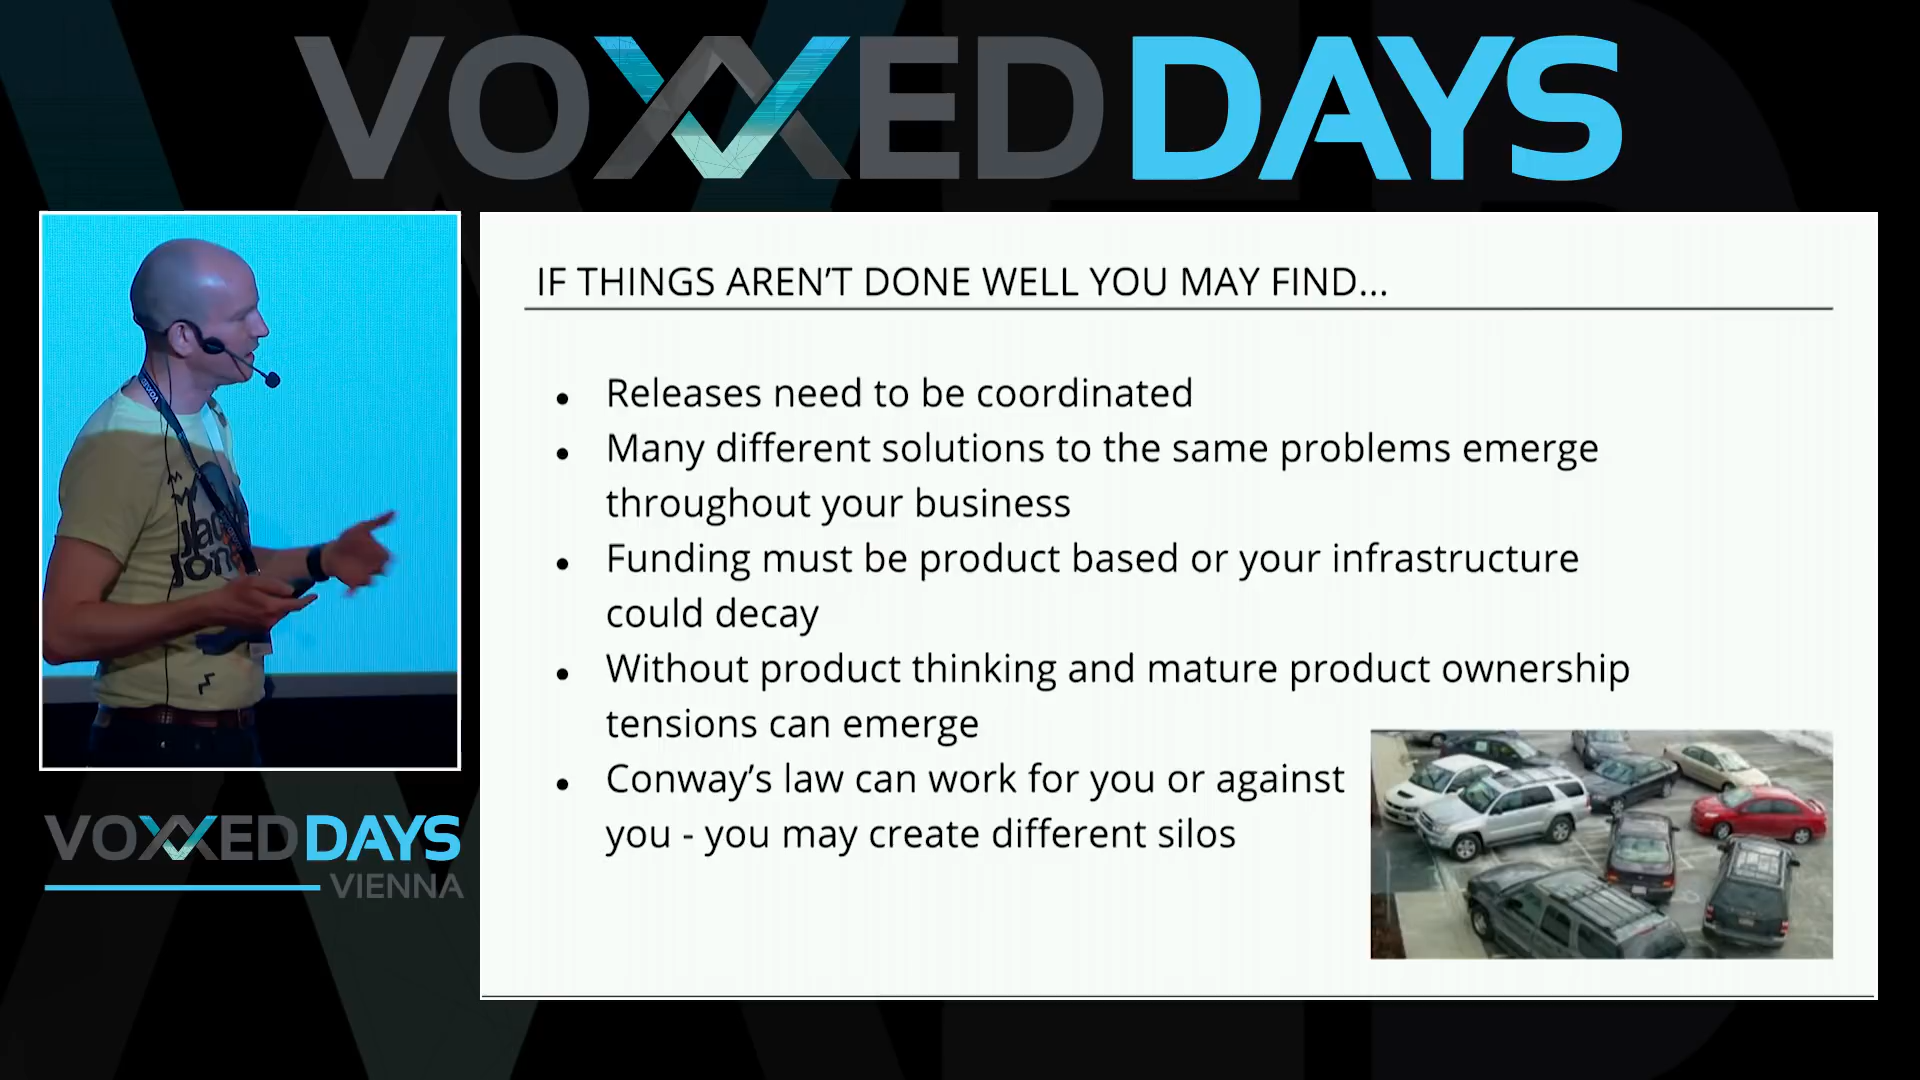 VOXXED DAYS
IF THINGS AREN'T DONE WELL YOU MAY FIND...
• Releases need to be coordinated
• Many different solutions to the same problems emerge
throughout your business
• Funding must be product based or your infrastructure
could decay
• Without product thinking and mature product ownership
tensions can emerge
• Conway's law can work for you or against
you - you may create different silos
VOXXED DAYS
VIENNA